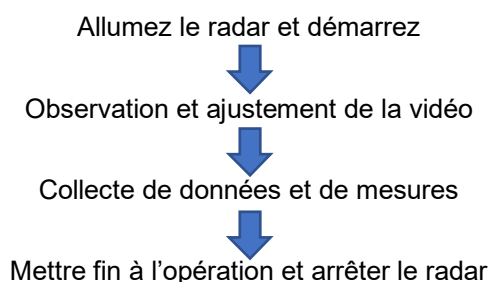 Allumez le radar et démarrez
Observation et ajustement de la vidéo
Collecte de données et de mesures
Mettre fin à l’opération et arrêter le radar